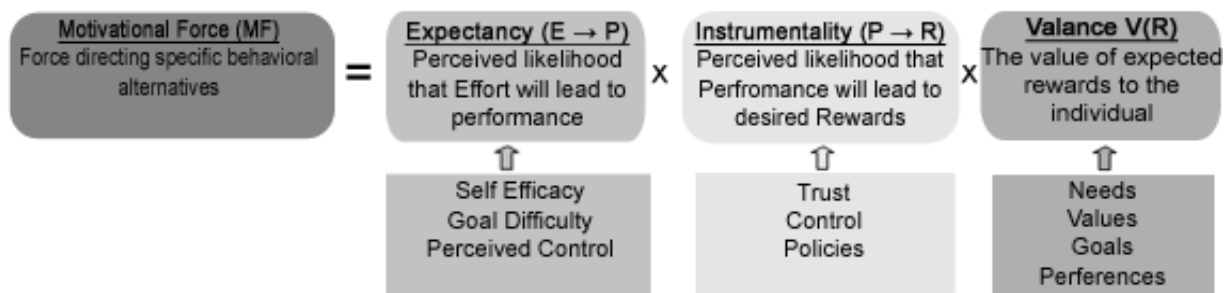 Motivational Force (MF)
Force directing specific behavioral
alternatives
=
Expectancy (E → P)
Perceived likelihood
that Effort will lead to
performance
x
Instrumentality (P → R)
Perceived likelihood that
Perfromance will lead to
desired Rewards
x
Valance V(R)
The value of expected
rewards to the
individual
Self Efficacy
Goal Difficulty
Perceived Control
Trust
Control
Policies
Needs
Values
Goals
Perferences